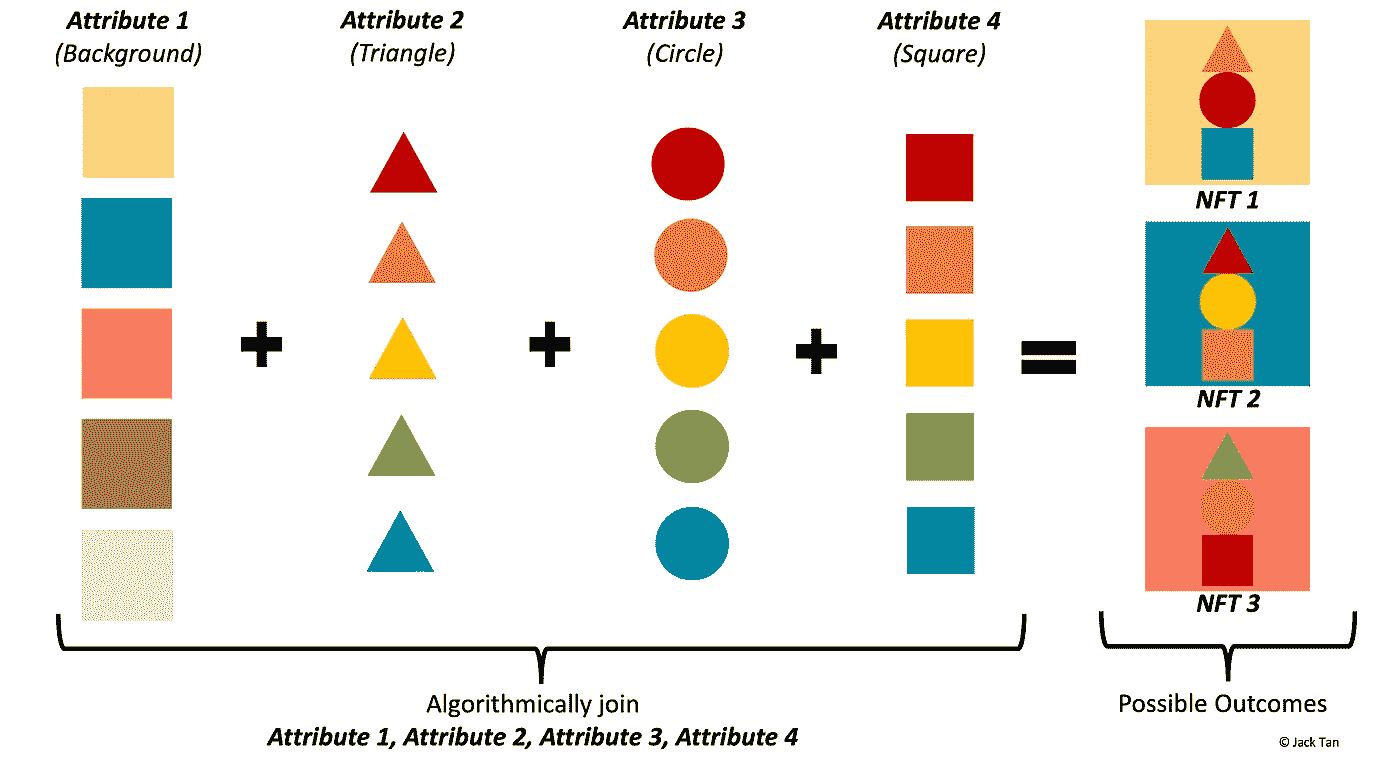 Attribute 1
(Background)
Attribute 2
(Triangle)
Attribute 3
(Circle)
Attribute 4
(Square)
NFT 1
NFT 2
NFT 3
Algorithmically join
Attribute 1, Attribute 2, Attribute 3, Attribute 4
Possible Outcomes
© Jack Tan